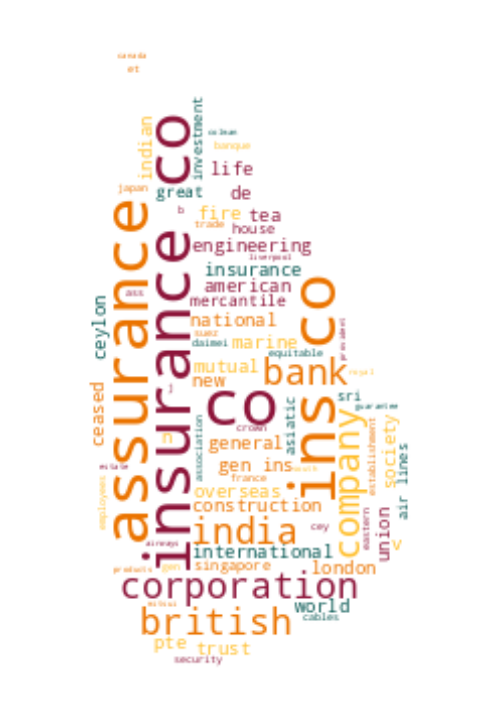 canada
et
insurance co
assurance
indian
investment
colman
banque
life
japan
great
de
b
fire
tea
trade
house
engineering
liverpool
insurance
american
ass
mercantile
ins co
ceylon
national
suez
daimei
marine
president
equitable
mutual
bank
royal
new
j
ceased
co
sri
guarantee
crown
association
asiatic
company
society
establishment
general
gen ins
south
estate
france
air lines
employees
overseas
construction
india
cey
eastern
union
v
airways
international
products
gen
singapore
london
corporation
mitsui
world
british
cables
pte
trust
security